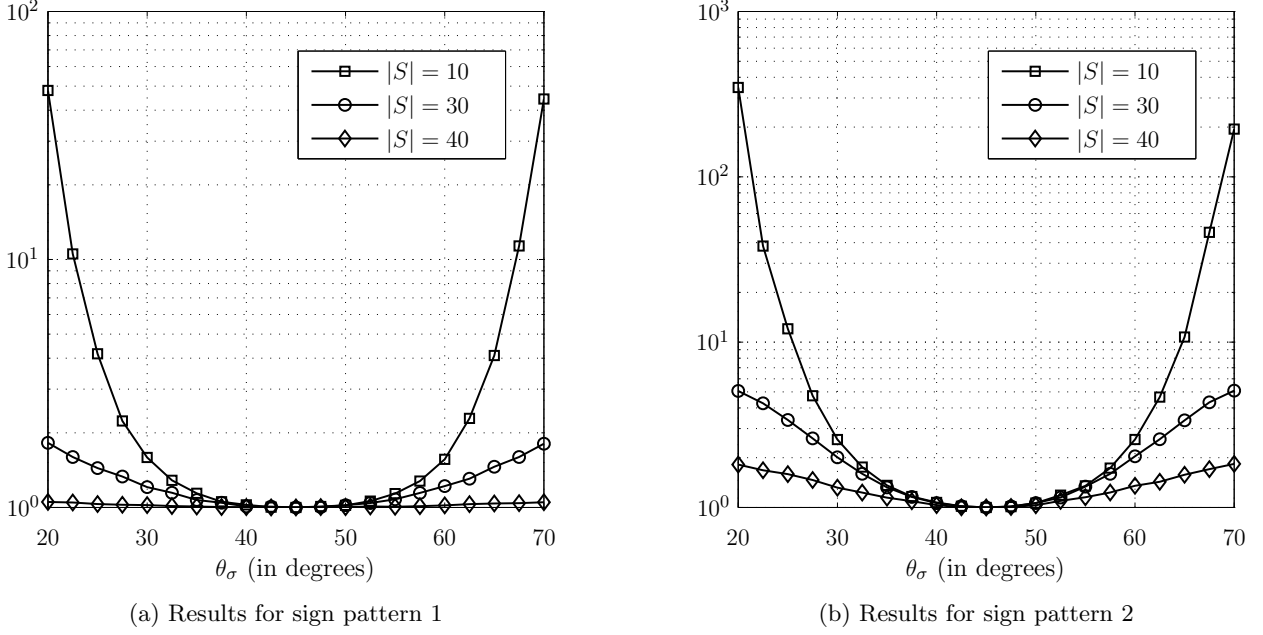 10^2
10^1
10^0
20 30 40 50 60 70
θ_σ (in degrees)
|S| = 10
|S| = 30
|S| = 40
(a) Results for sign pattern 1
10^3
10^2
10^1
10^0
20 30 40 50 60 70
θ_σ (in degrees)
|S| = 10
|S| = 30
|S| = 40
(b) Results for sign pattern 2